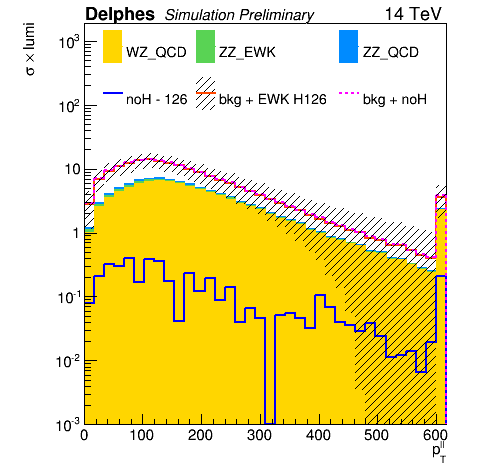 Delphes Simulation Preliminary 14 TeV
σ × lumi
10³
10²
10
1
10⁻¹
10⁻²
10⁻³
WZ_QCD ZZ_EWK ZZ_QCD
noH - 126 bkg + EWK H126 bkg + noH
0 100 200 300 400 500 600
p_T^{ll}